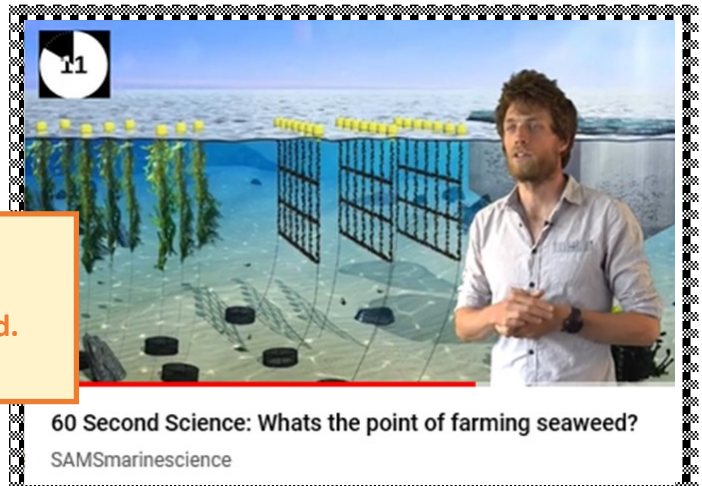 11
d.
60 Second Science: Whats the point of farming seaweed?
SAMSmarinescience